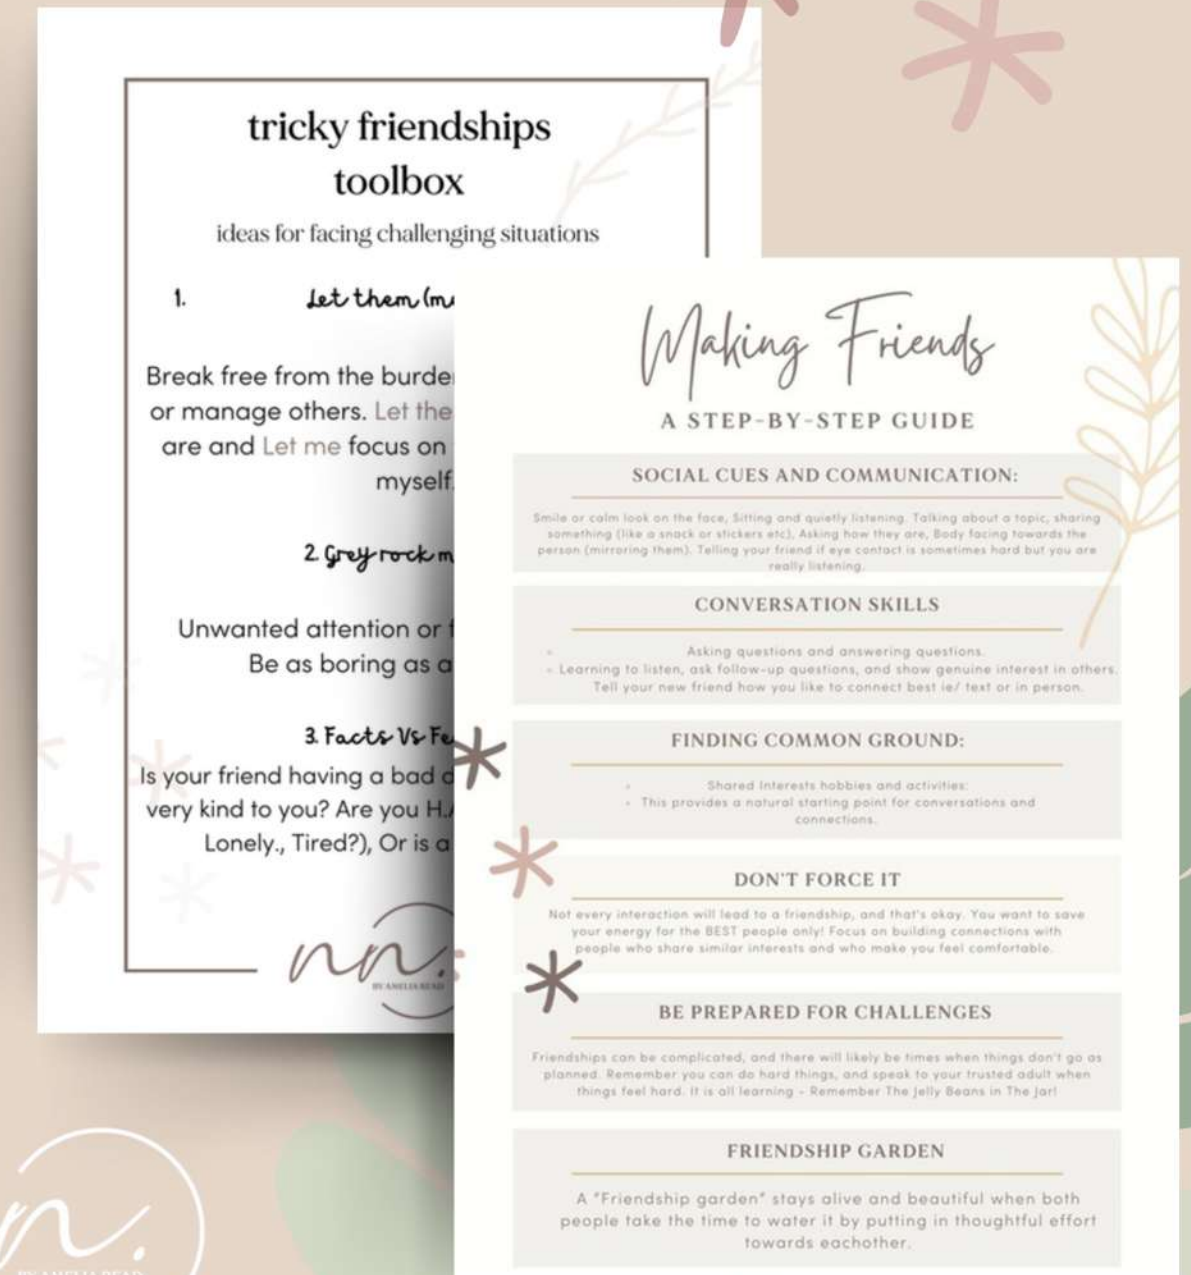 tricky friendships
toolbox
ideas for facing challenging situations
1. Let them (m
Break free from the burde
or manage others. Let the
are and Let me focus on
myself.
2. Grey rock m
Unwanted attention or
Be as boring as a
3. Facts Vs Fe
Is your friend having a bad d
very kind to you? Are you H.A
Lonely., Tired?), Or is a
nn.
BY AMELIA READ
Making Friends
A STEP-BY-STEP GUIDE
SOCIAL CUES AND COMMUNICATION:
Smile or calm look on the face, Sitting and quietly listening. Talking about a topic, sharing
something (like a snack or stickers etc), Asking how they are, Body facing towards the
person (mirroring them). Telling your friend if eye contact is sometimes hard but you are
really listening.
CONVERSATION SKILLS
Asking questions and answering questions.
Learning to listen, ask follow-up questions, and show genuine interest in others.
Tell your new friend how you like to connect best ie/ text or in person.
FINDING COMMON GROUND:
Shared Interests hobbies and activities:
This provides a natural starting point for conversations and
connections.
DON'T FORCE IT
Not every interaction will lead to a friendship, and that's okay. You want to save
your energy for the BEST people only! Focus on building connections with
people who share similar interests and who make you feel comfortable.
BE PREPARED FOR CHALLENGES
Friendships can be complicated, and there will likely be times when things don't go as
planned. Remember you can do hard things, and speak to your trusted adult when
things feel hard. It is all learning - Remember The Jelly Beans in The Jar!
FRIENDSHIP GARDEN
A "Friendship garden" stays alive and beautiful when both
people take the time to water it by putting in thoughtful effort
towards eachother.
n.
BY AMELIA READ